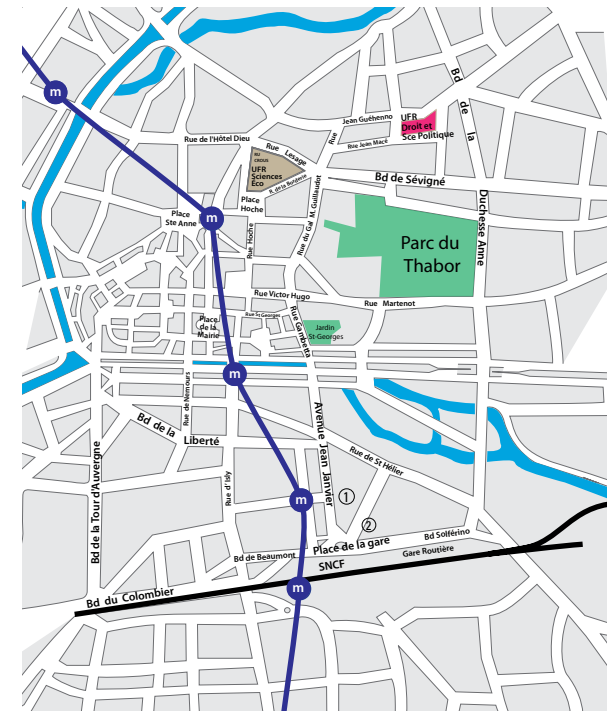 Bd de la
Duchesse Anne
m
Jean Guéhenno
UFR
Droit et
Sce Politique
Rue de l'Hôtel Dieu
Rue Lesage
Rue
Rue Jean Macé
RU
CROUS
UFR
Sciences
Eco
R. de la Borderie
Bd de Sévigné
Place
Hoche
Place
Ste Anne
m
Rue Hoche
Rue du Gal M. Guillaudot
Parc du
Thabor
Rue Victor Hugo
Rue Martenot
Rue St Georges
Place
de la
Mairie
Rue Gambetta
Jardin
St-Georges
m
Rue de Nemours
Bd de la
Liberté
Avenue Jean Janvier
Rue de St Hélier
Bd de la Tour d'Auvergne
Rue d' Isly
m
1
2
Bd Solférino
Place de la gare
Bd de Beaumont
Gare Routière
SNCF
m
Bd du Colombier